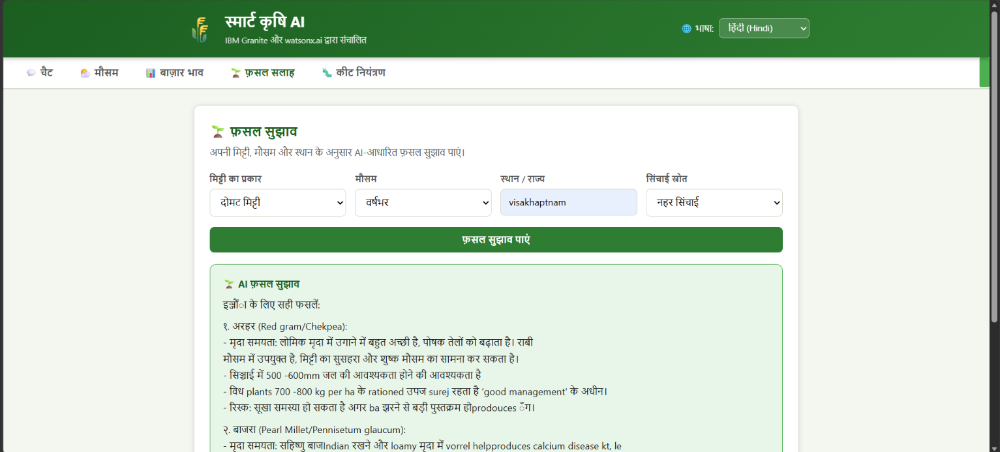 स्मार्ट कृषि AI
IBM Granite और watsonx.ai द्वारा संचालित
भाषा: हिंदी (Hindi)
चैट मौसम बाज़ार भाव फ़सल सलाह कीट नियंत्रण
फ़सल सुझाव
अपनी मिट्टी, मौसम और स्थान के अनुसार AI-आधारित फ़सल सुझाव पाएं।
मिट्टी का प्रकार मौसम स्थान / राज्य सिंचाई स्रोत
दोमट मिट्टी वर्षभर visakhaptnam नहर सिंचाई
फ़सल सुझाव पाएं
AI फ़सल सुझाव
के लिए सही फसलें:
१. अरहर (Red gram/Chekpea):
- मृदा समयता: लोमिक मृदा में उगाने में बहुत अच्छी है, पोषक तेलों को बढ़ाता है। राबी
मौसम में उपयुक्त है, मिट्टी का सुसहरा और शुष्क मौसम का सामना कर सकता है।
- सिञ्चाई में 500 -600mm जल की आवश्यकता होने की आवश्यकता है
- विध plants 700 -800 kg per ha के rationed उपज surej रहता है 'good management' के अधीन।
- रिस्क: सूखा समस्या हो सकता है अगर ba झरने से बड़ी पुस्तक्रम होprodouces ँग।
२. बाजरा (Pearl Millet/Pennisetum glaucum):
- मृदा समयता: सहिष्णु बाजIndian रखने और loamy मृदा में vorrel helpproduces calcium disease kt, le